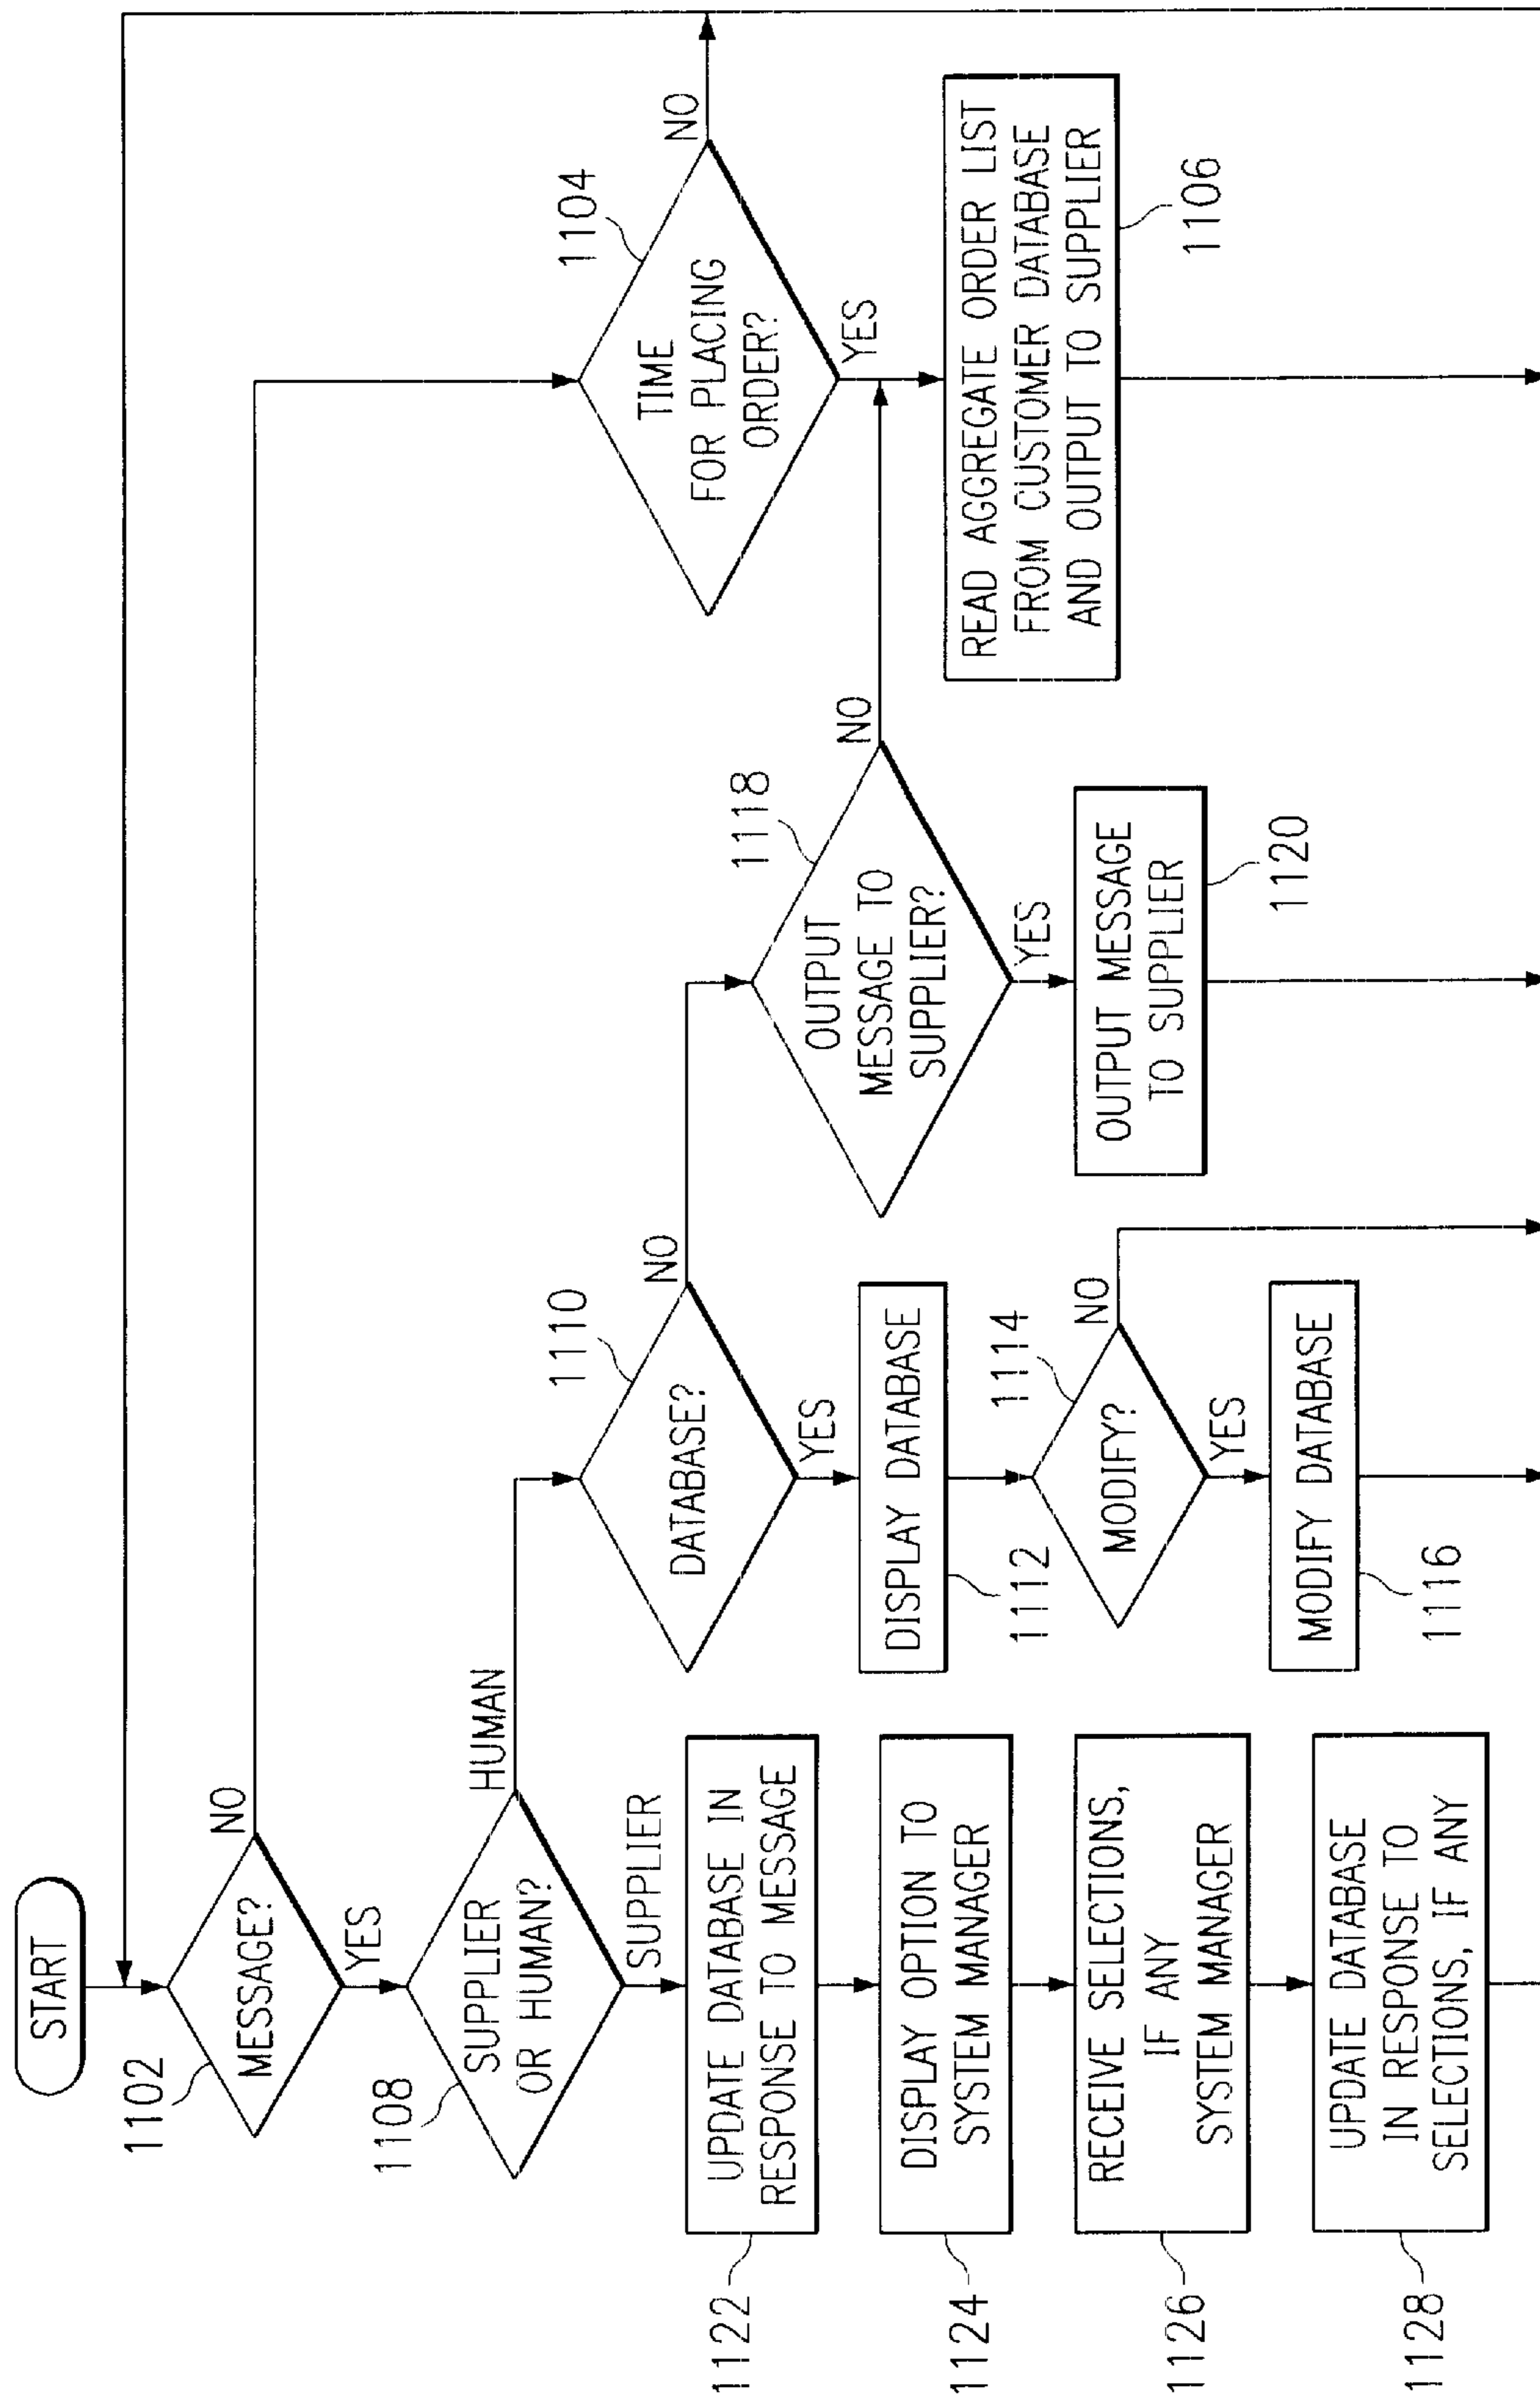 START
1102
MESSAGE?
NO
YES
1108
SUPPLIER
OR HUMAN?
HUMAN
SUPPLIER
1122
UPDATE DATABASE IN
RESPONSE TO MESSAGE
1124
DISPLAY OPTION TO
SYSTEM MANAGER
1126
RECEIVE SELECTIONS,
IF ANY
SYSTEM MANAGER
1128
UPDATE DATABASE
IN RESPONSE TO
SELECTIONS, IF ANY
1110
DATABASE?
NO
YES
DISPLAY DATABASE
1112
1114
MODIFY?
NO
YES
MODIFY DATABASE
1116
1118
OUTPUT
MESSAGE TO
SUPPLIER?
NO
YES
OUTPUT MESSAGE
TO SUPPLIER
1120
1104
TIME
FOR PLACING
ORDER?
NO
YES
READ AGGREGATE ORDER LIST
FROM CUSTOMER DATABASE
AND OUTPUT TO SUPPLIER
1106